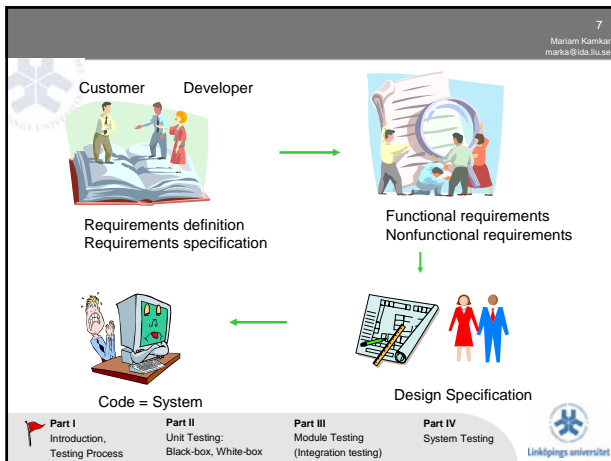 7
Mariam Kamkar
marka@ida.liu.se
Customer Developer
Requirements definition
Requirements specification
Functional requirements
Nonfunctional requirements
Code = System
Design Specification
Part I
Introduction,
Testing Process
Part II
Unit Testing:
Black-box, White-box
Part III
Module Testing
(Integration testing)
Part IV
System Testing
Linköpings universitet